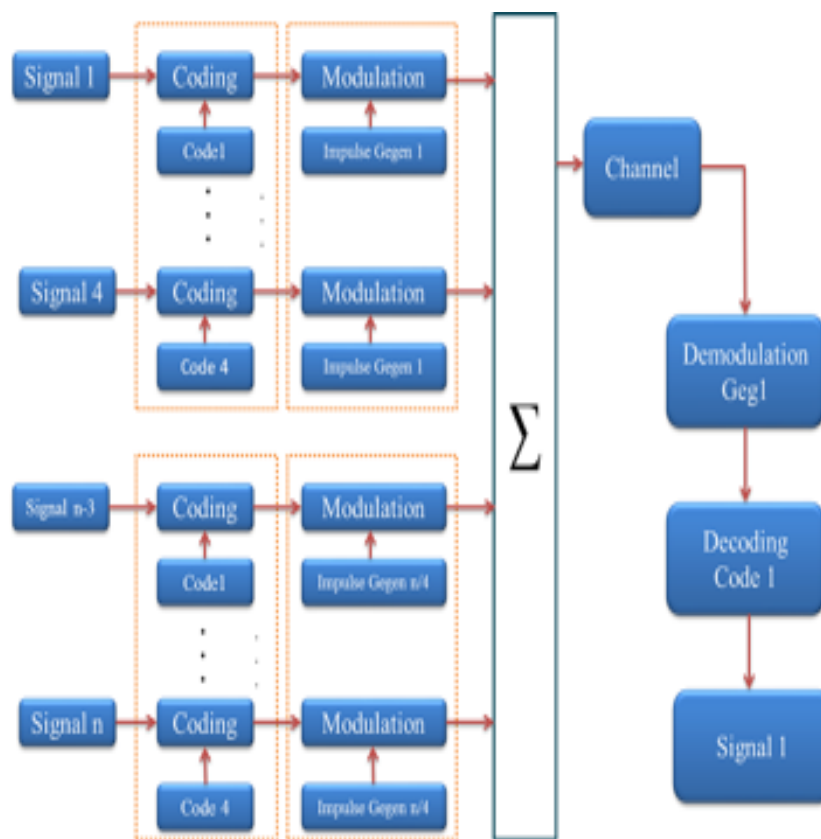 Signal 1
Coding
Modulation
Code1
Impulse Gegen 1
Signal 4
Coding
Modulation
Code 4
Impulse Gegen 1
Signal n-3
Coding
Modulation
Code1
Impulse Gegen n/4
Signal n
Coding
Modulation
Code 4
Impulse Gegen n/4
∑
Channel
Demodulation
Geg1
Decoding
Code 1
Signal 1